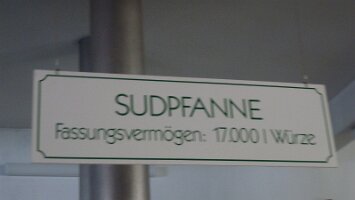 SUDPFANNE
Fassungsvermögen: 17.000 l Würze